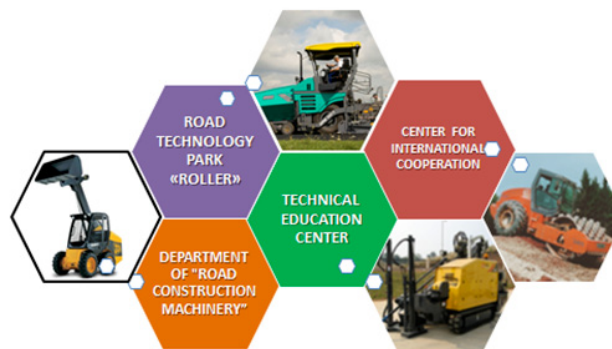 ROAD
TECHNOLOGY
PARK
«ROLLER»
CENTER FOR
INTERNATIONAL
COOPERATION
TECHNICAL
EDUCATION
CENTER
DEPARTMENT
OF "ROAD
CONSTRUCTION
MACHINERY"